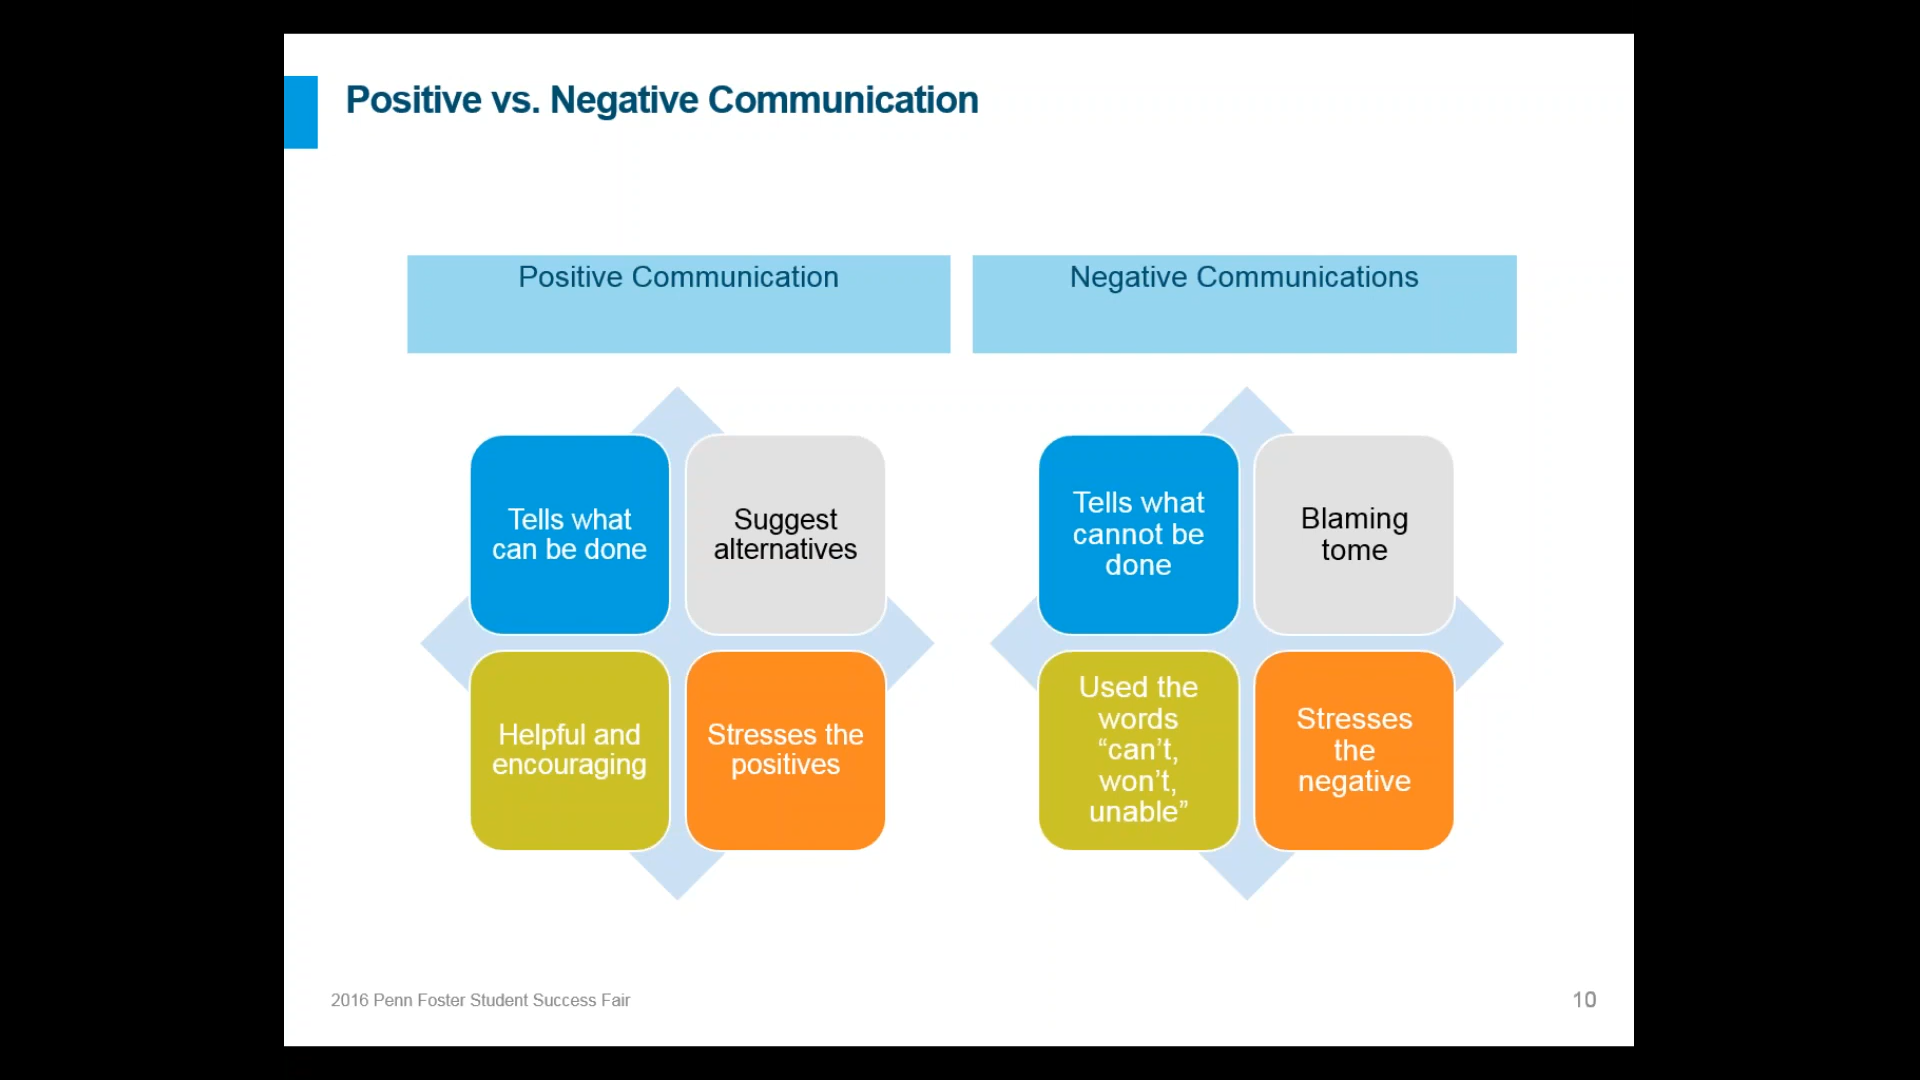 Positive vs. Negative Communication
Positive Communication
Negative Communications
Tells what
can be done
Suggest
alternatives
Helpful and
encouraging
Stresses the
positives
Tells what
cannot be
done
Blaming
tome
Used the
words
“can’t,
won’t,
unable”
Stresses
the
negative
2016 Penn Foster Student Success Fair
10